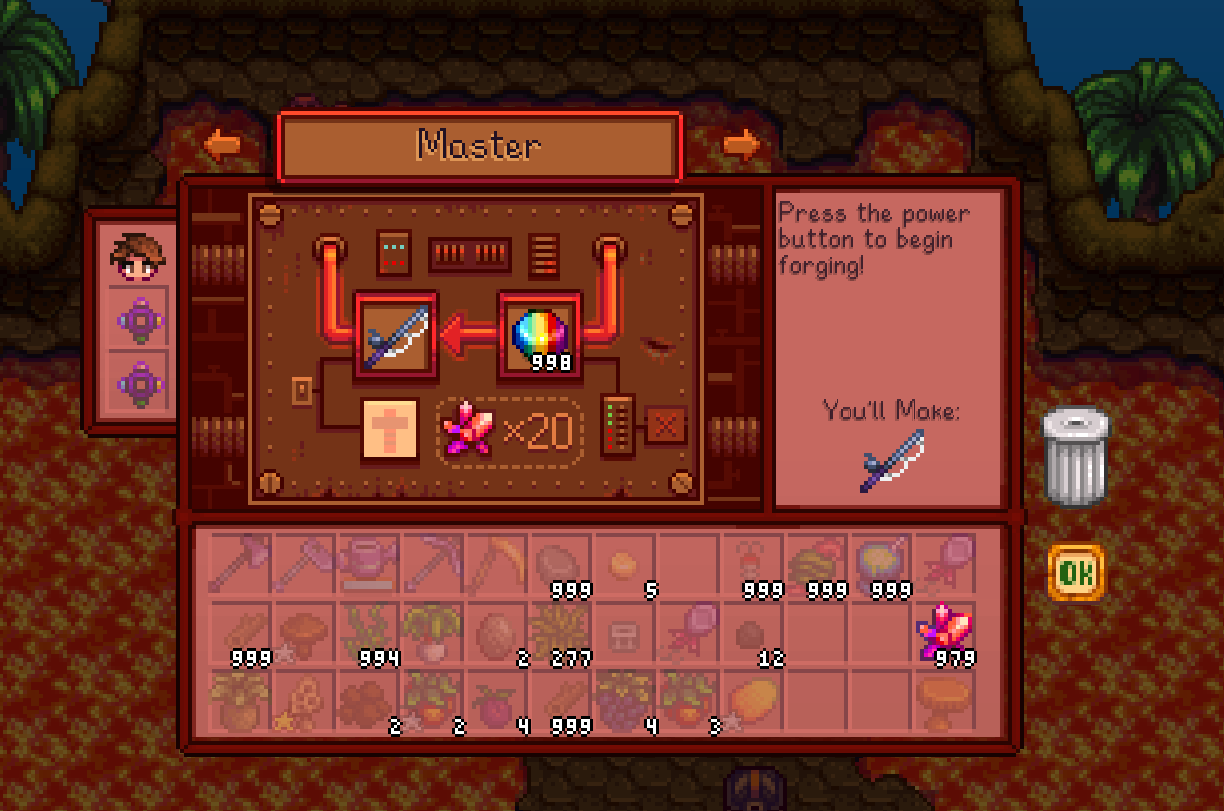 Master
Press the power
button to begin
forging!
998
×20
You'll Make:
OK
999 5 999 999 999
999 994 2 277 12 979
2 2 4 999 4 3